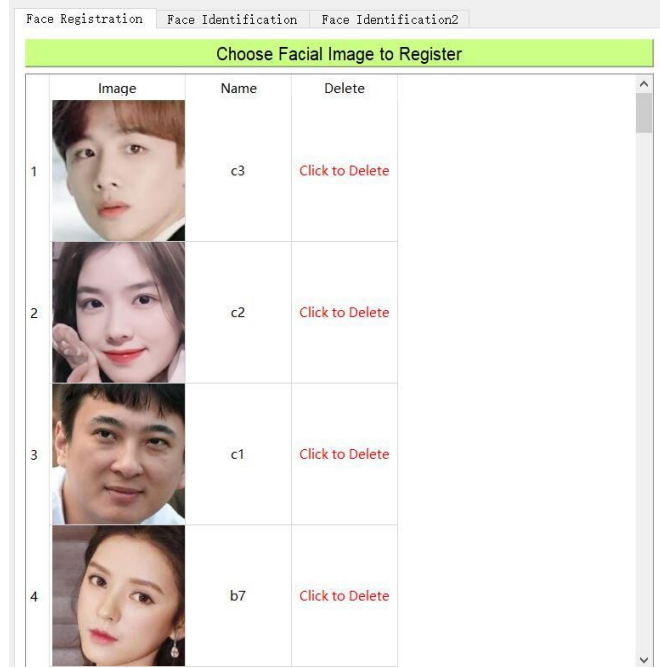 Face Registration Face Identification Face Identification2
Choose Facial Image to Register
Image Name Delete
1 c3 Click to Delete
2 c2 Click to Delete
3 c1 Click to Delete
4 b7 Click to Delete